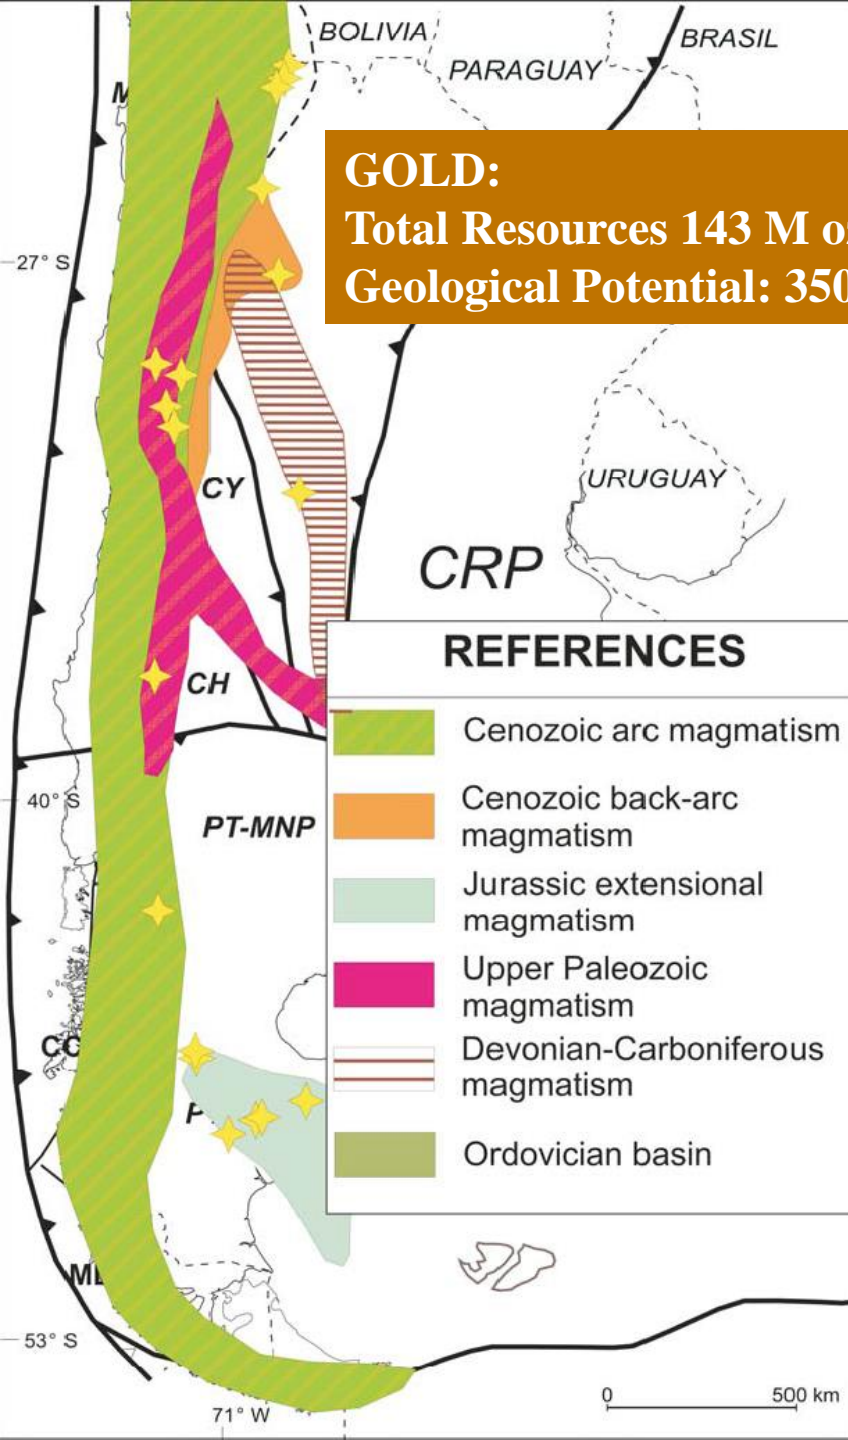 BOLIVIA
BRASIL
PARAGUAY
M
GOLD:
Total Resources 143 M oz
Geological Potential: 350
27° S
CY
URUGUAY
CRP
REFERENCES
CH
Cenozoic arc magmatism
40° S
PT-MNP
Cenozoic back-arc
magmatism
Jurassic extensional
magmatism
Upper Paleozoic
magmatism
CC
Devonian-Carboniferous
magmatism
P
Ordovician basin
53° S
71° W
0 500 km